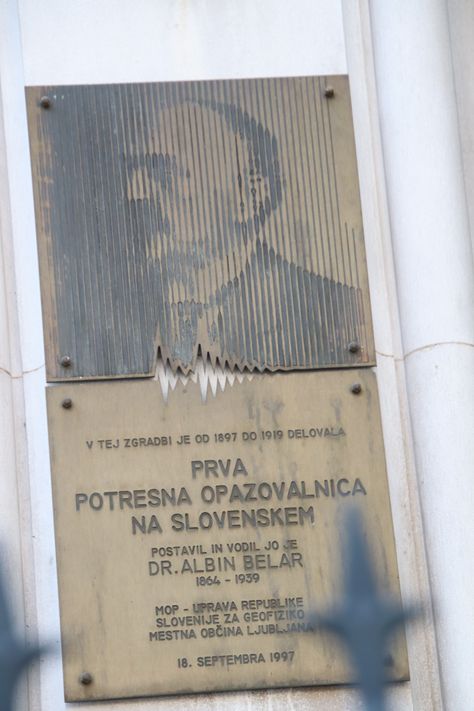 V TEJ ZGRADBI JE OD 1897 DO 1919 DELOVALA
PRVA
POTRESNA OPAZOVALNICA
NA SLOVENSKEM
POSTAVIL IN VODIL JO JE
DR. ALBIN BELAR
1864 - 1939
MOP - UPRAVA REPUBLIKE
SLOVENIJE ZA GEOFIZIKO
MESTNA OBČINA LJUBLJANA
18. SEPTEMBRA 1997